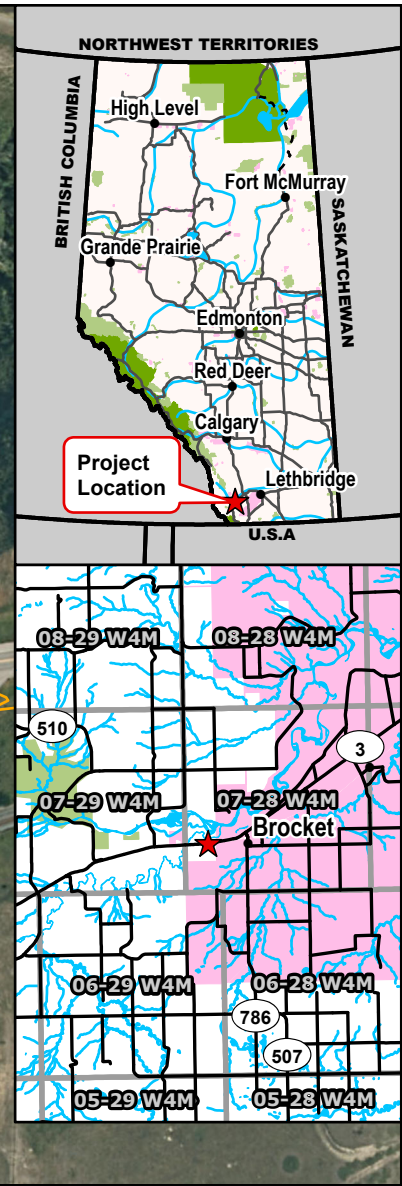 NORTHWEST TERRITORIES
BRITISH COLUMBIA
High Level
Fort McMurray
SASKATCHEWAN
Grande Prairie
Edmonton
Red Deer
Calgary
Project
Location
Lethbridge
U.S.A
08-29 W4M
08-28 W4M
510
3
07-29 W4M
07-28 W4M
Brocket
06-29 W4M
06-28 W4M
786
507
05-29 W4M
05-28 W4M